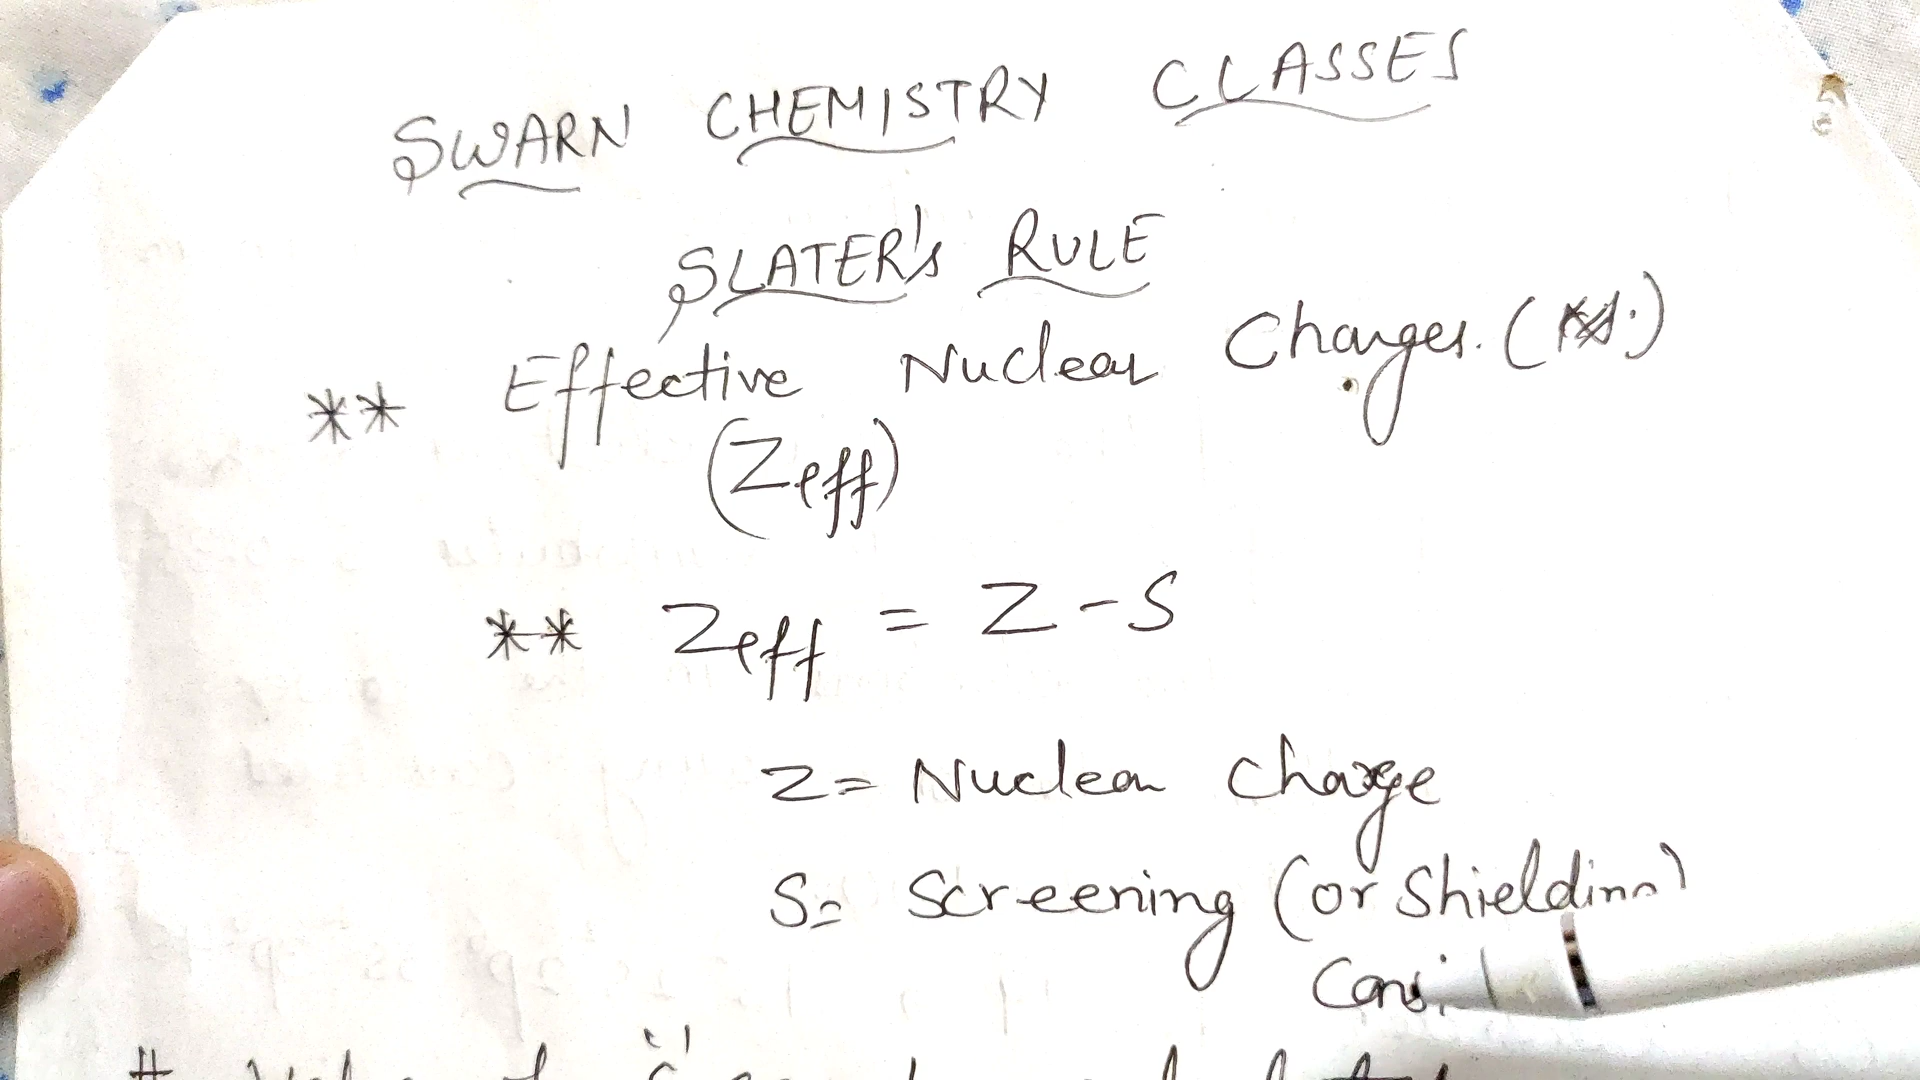 SWARN CHEMISTRY CLASSES
SLATER's RULE
** Effective Nuclear Charges. (
(Zeff)
** Zeff = Z - S
Z = Nuclear Charge
S = Screening (or Shielding)